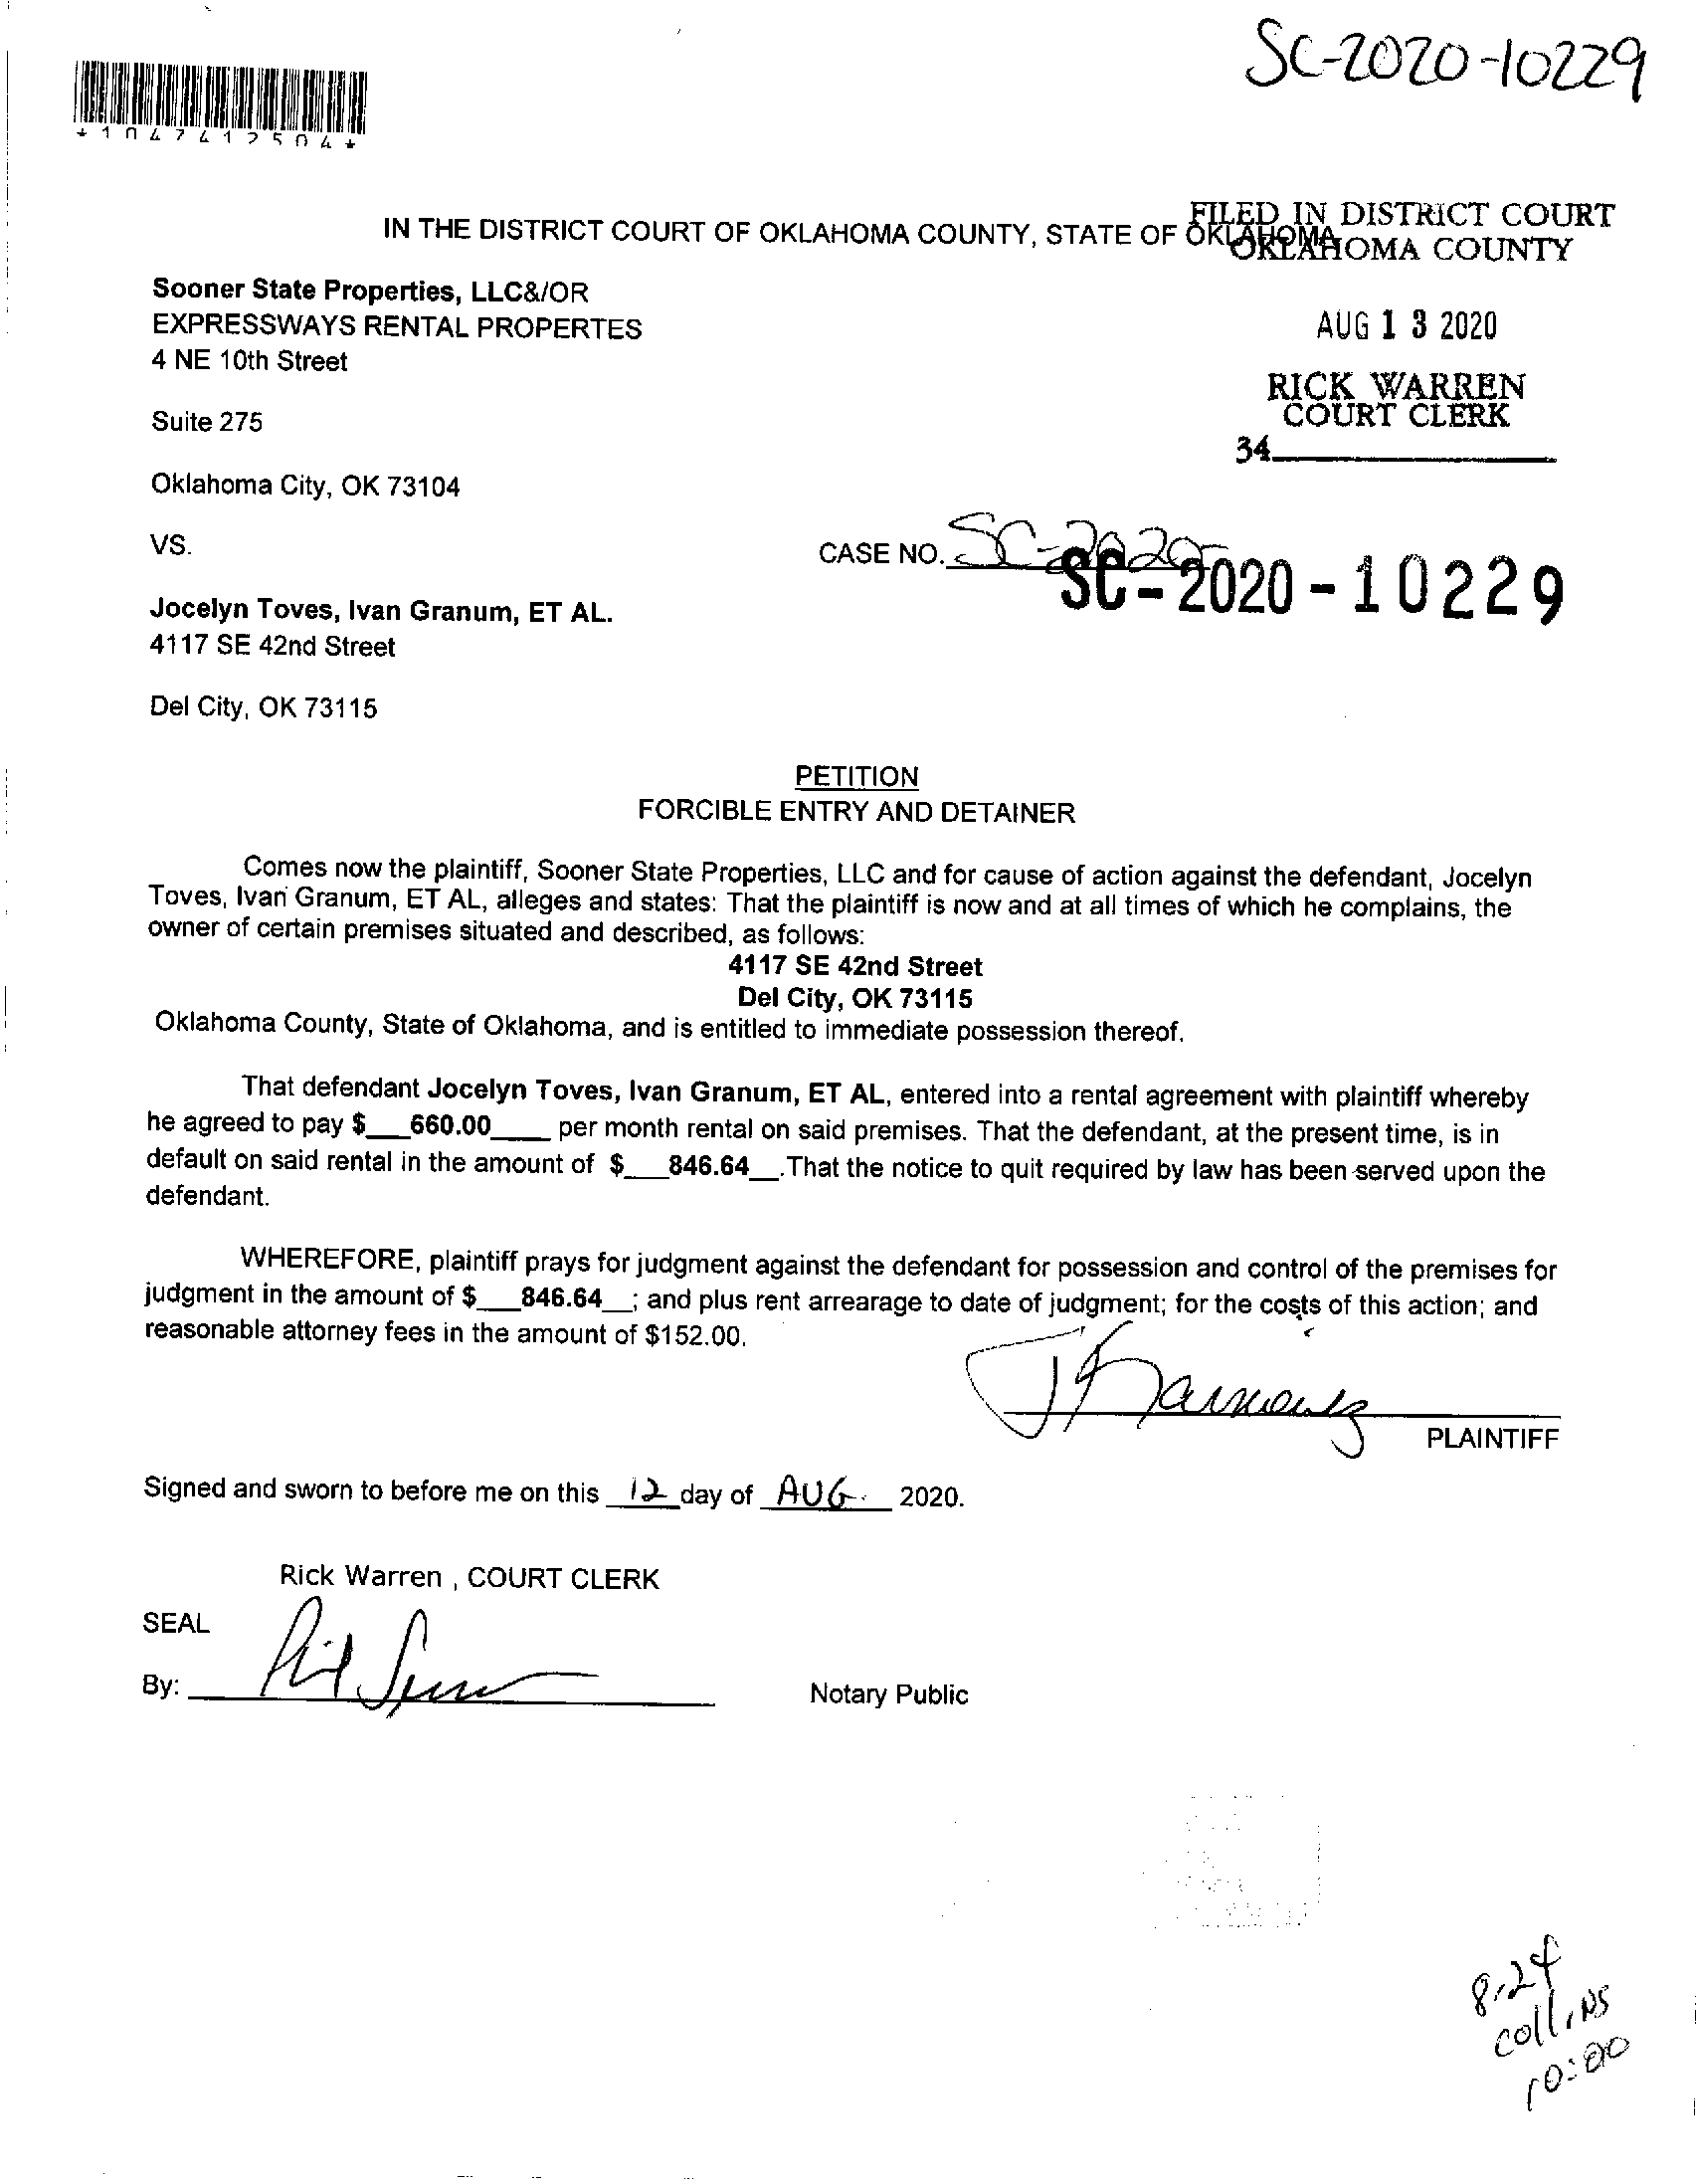 SC-2020-10229
*1047412504*
IN THE DISTRICT COURT OF OKLAHOMA COUNTY, STATE OF OKLAHOMA
FILED IN DISTRICT COURT
OKLAHOMA COUNTY
Sooner State Properties, LLC&/OR
EXPRESSWAYS RENTAL PROPERTES
AUG 13 2020
4 NE 10th Street
RICK WARREN
COURT CLERK
Suite 275
34
Oklahoma City, OK 73104
VS.
CASE NO. SC-2020-
SC-2020-10229
Jocelyn Toves, Ivan Granum, ET AL.
4117 SE 42nd Street
Del City, OK 73115
PETITION
FORCIBLE ENTRY AND DETAINER
Comes now the plaintiff, Sooner State Properties, LLC and for cause of action against the defendant, Jocelyn
Toves, Ivan Granum, ET AL, alleges and states: That the plaintiff is now and at all times of which he complains, the
owner of certain premises situated and described, as follows:
4117 SE 42nd Street
Del City, OK 73115
Oklahoma County, State of Oklahoma, and is entitled to immediate possession thereof.
That defendant Jocelyn Toves, Ivan Granum, ET AL, entered into a rental agreement with plaintiff whereby
he agreed to pay $___660.00____ per month rental on said premises. That the defendant, at the present time, is in
default on said rental in the amount of $___846.64__.That the notice to quit required by law has been served upon the
defendant.
WHEREFORE, plaintiff prays for judgment against the defendant for possession and control of the premises for
judgment in the amount of $___846.64__; and plus rent arrearage to date of judgment; for the costs of this action; and
reasonable attorney fees in the amount of $152.00.
PLAINTIFF
Signed and sworn to before me on this 12 day of AUG. 2020.
Rick Warren , COURT CLERK
SEAL
By:
Notary Public
8-24
Collins
10:00